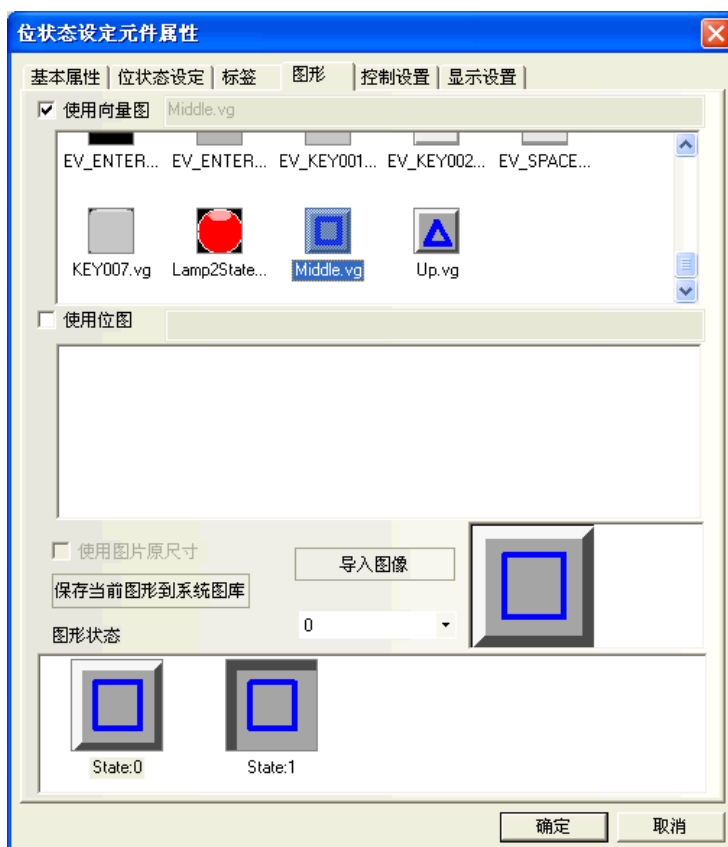 位状态设定元件属性
基本属性 位状态设定 标签 图形 控制设置 显示设置
使用向量图 Middle.vg
EV_ENTER... EV_ENTER... EV_KEY001... EV_KEY002... EV_SPACE...
KEY007.vg Lamp2State... Middle.vg Up.vg
使用位图
使用图片原尺寸
导入图像
保存当前图形到系统图库
0
图形状态
State:0 State:1
确定 取消